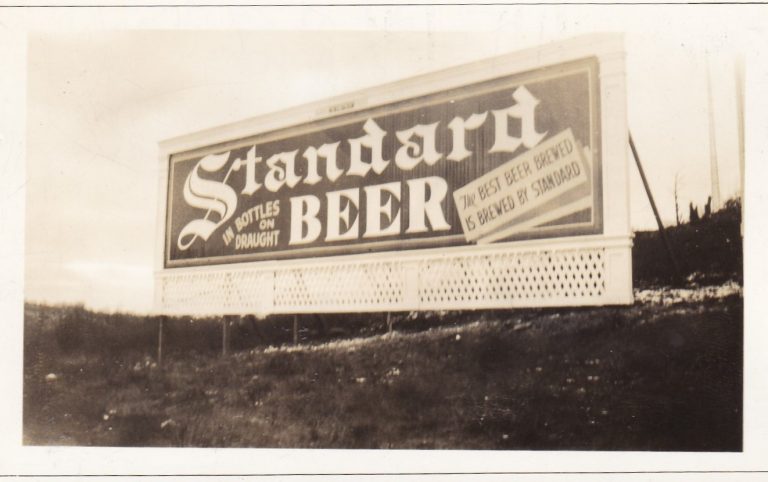 Standard
BEER
IN BOTTLES
ON
DRAUGHT
The BEST BEER BREWED
IS BREWED BY STANDARD